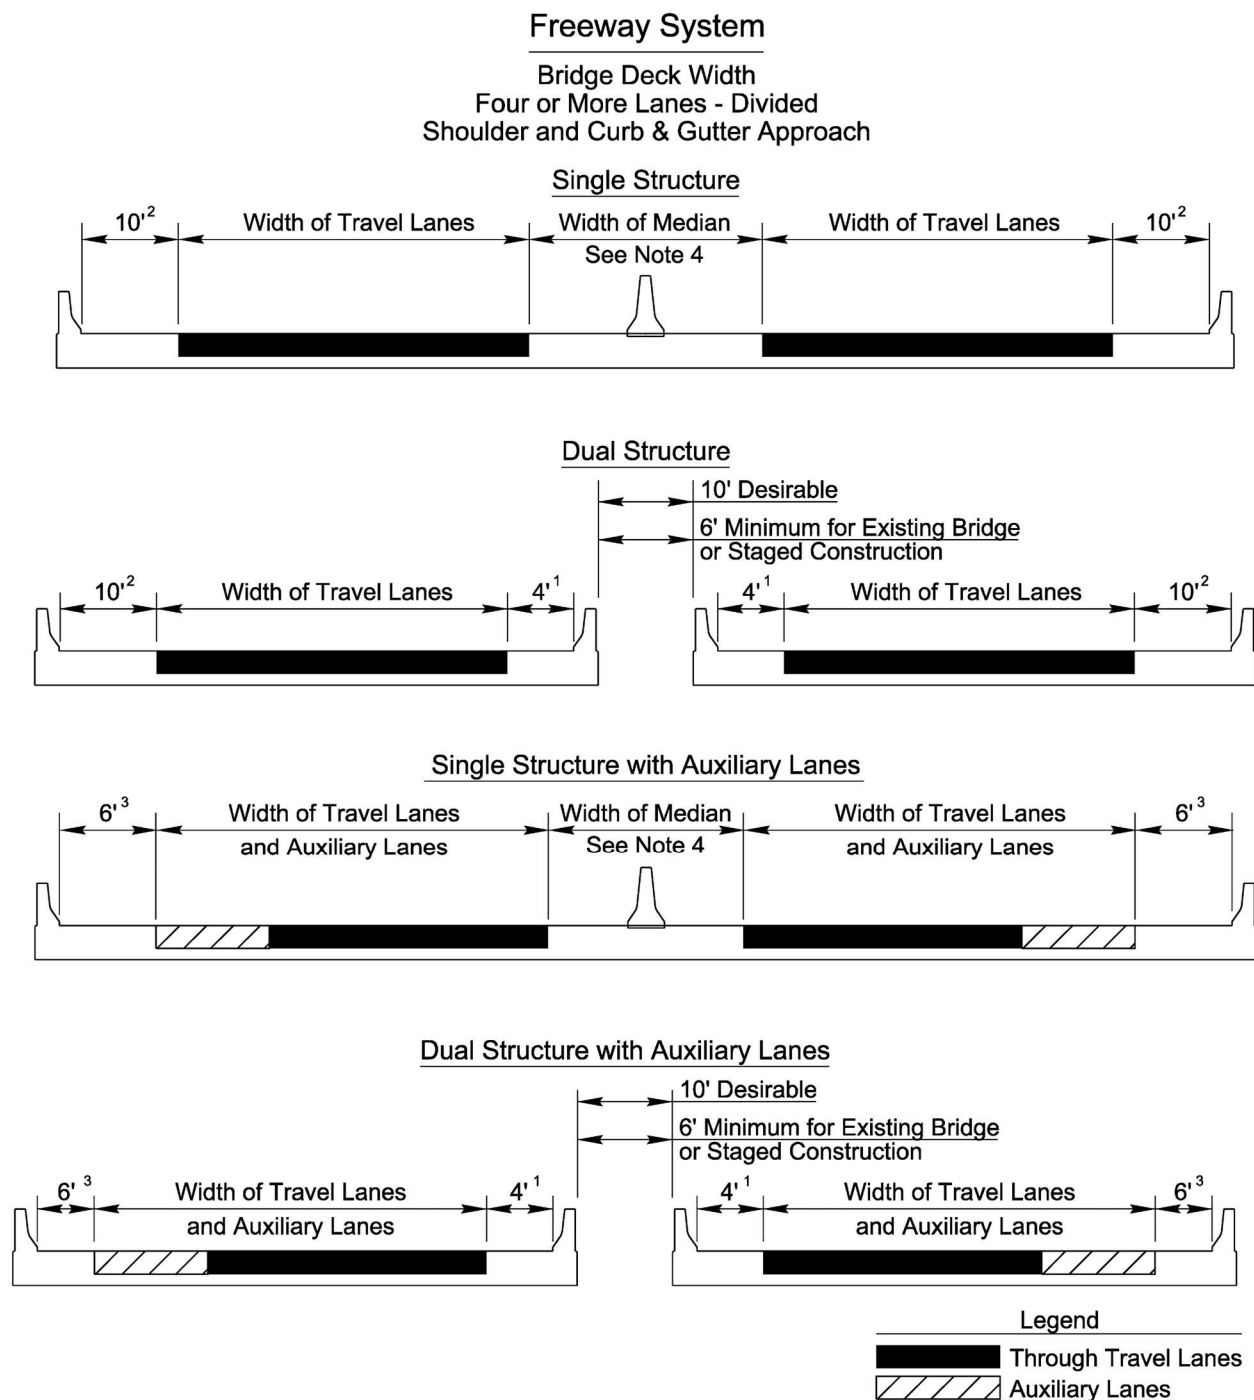 Freeway System
Bridge Deck Width
Four or More Lanes - Divided
Shoulder and Curb & Gutter Approach
Single Structure
10'² Width of Travel Lanes Width of Median Width of Travel Lanes 10'²
See Note 4
Dual Structure
10' Desirable
6' Minimum for Existing Bridge
or Staged Construction
10'² Width of Travel Lanes 4'¹ 4'¹ Width of Travel Lanes 10'²
Single Structure with Auxiliary Lanes
6'³ Width of Travel Lanes Width of Median Width of Travel Lanes 6'³
and Auxiliary Lanes See Note 4 and Auxiliary Lanes
Dual Structure with Auxiliary Lanes
10' Desirable
6' Minimum for Existing Bridge
or Staged Construction
6'³ Width of Travel Lanes 4'¹ 4'¹ Width of Travel Lanes 6'³
and Auxiliary Lanes and Auxiliary Lanes
Legend
Through Travel Lanes
Auxiliary Lanes